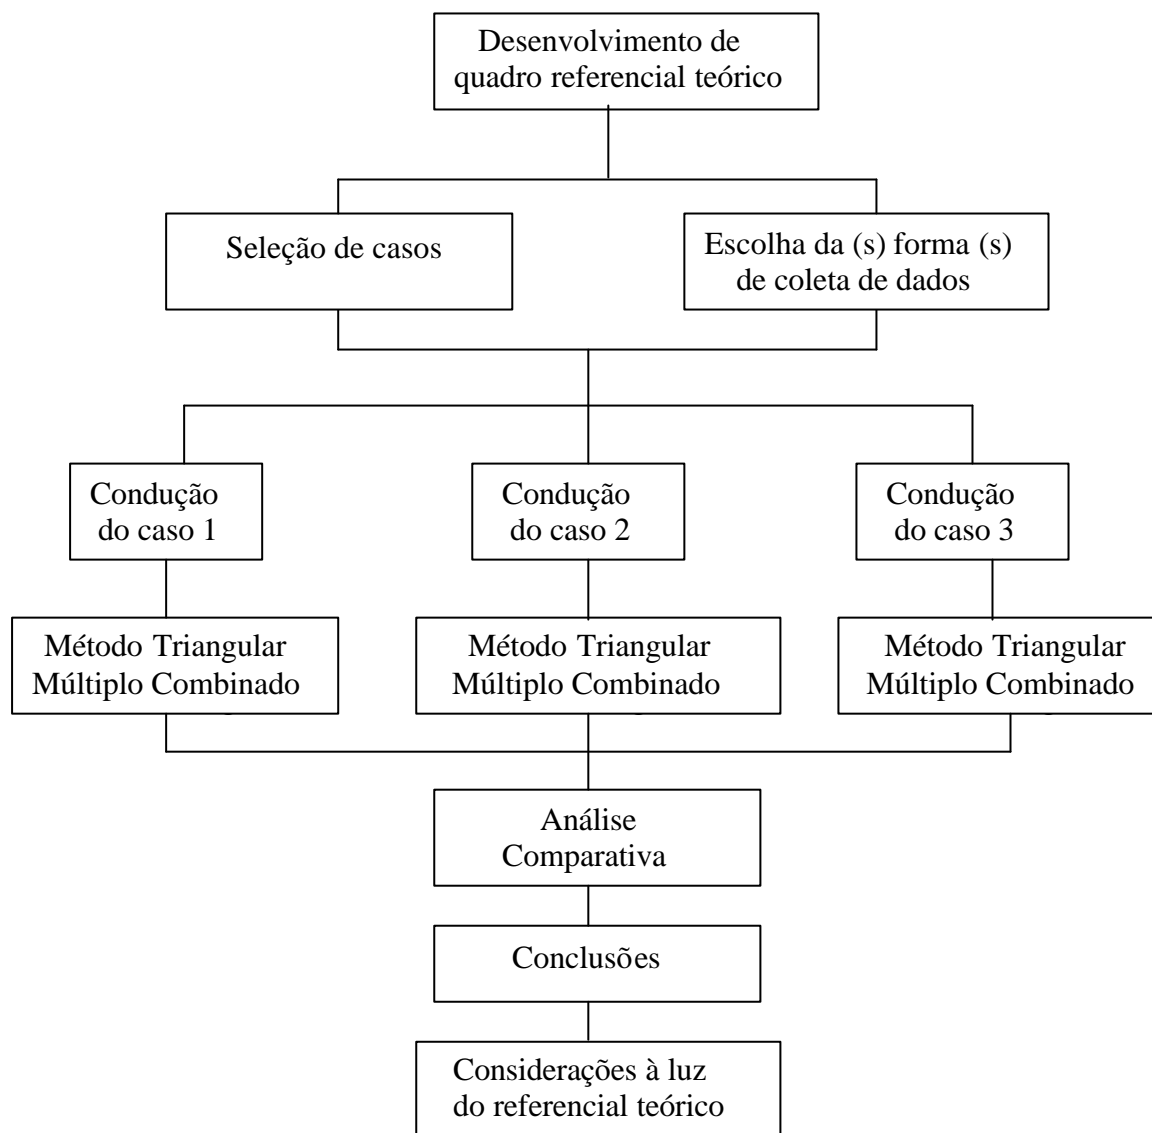 Desenvolvimento de
quadro referencial teórico
Seleção de casos
Escolha da (s) forma (s)
de coleta de dados
Condução
do caso 1
Condução
do caso 2
Condução
do caso 3
Método Triangular
Múltiplo Combinado
Método Triangular
Múltiplo Combinado
Método Triangular
Múltiplo Combinado
Análise
Comparativa
Conclusões
Considerações à luz
do referencial teórico